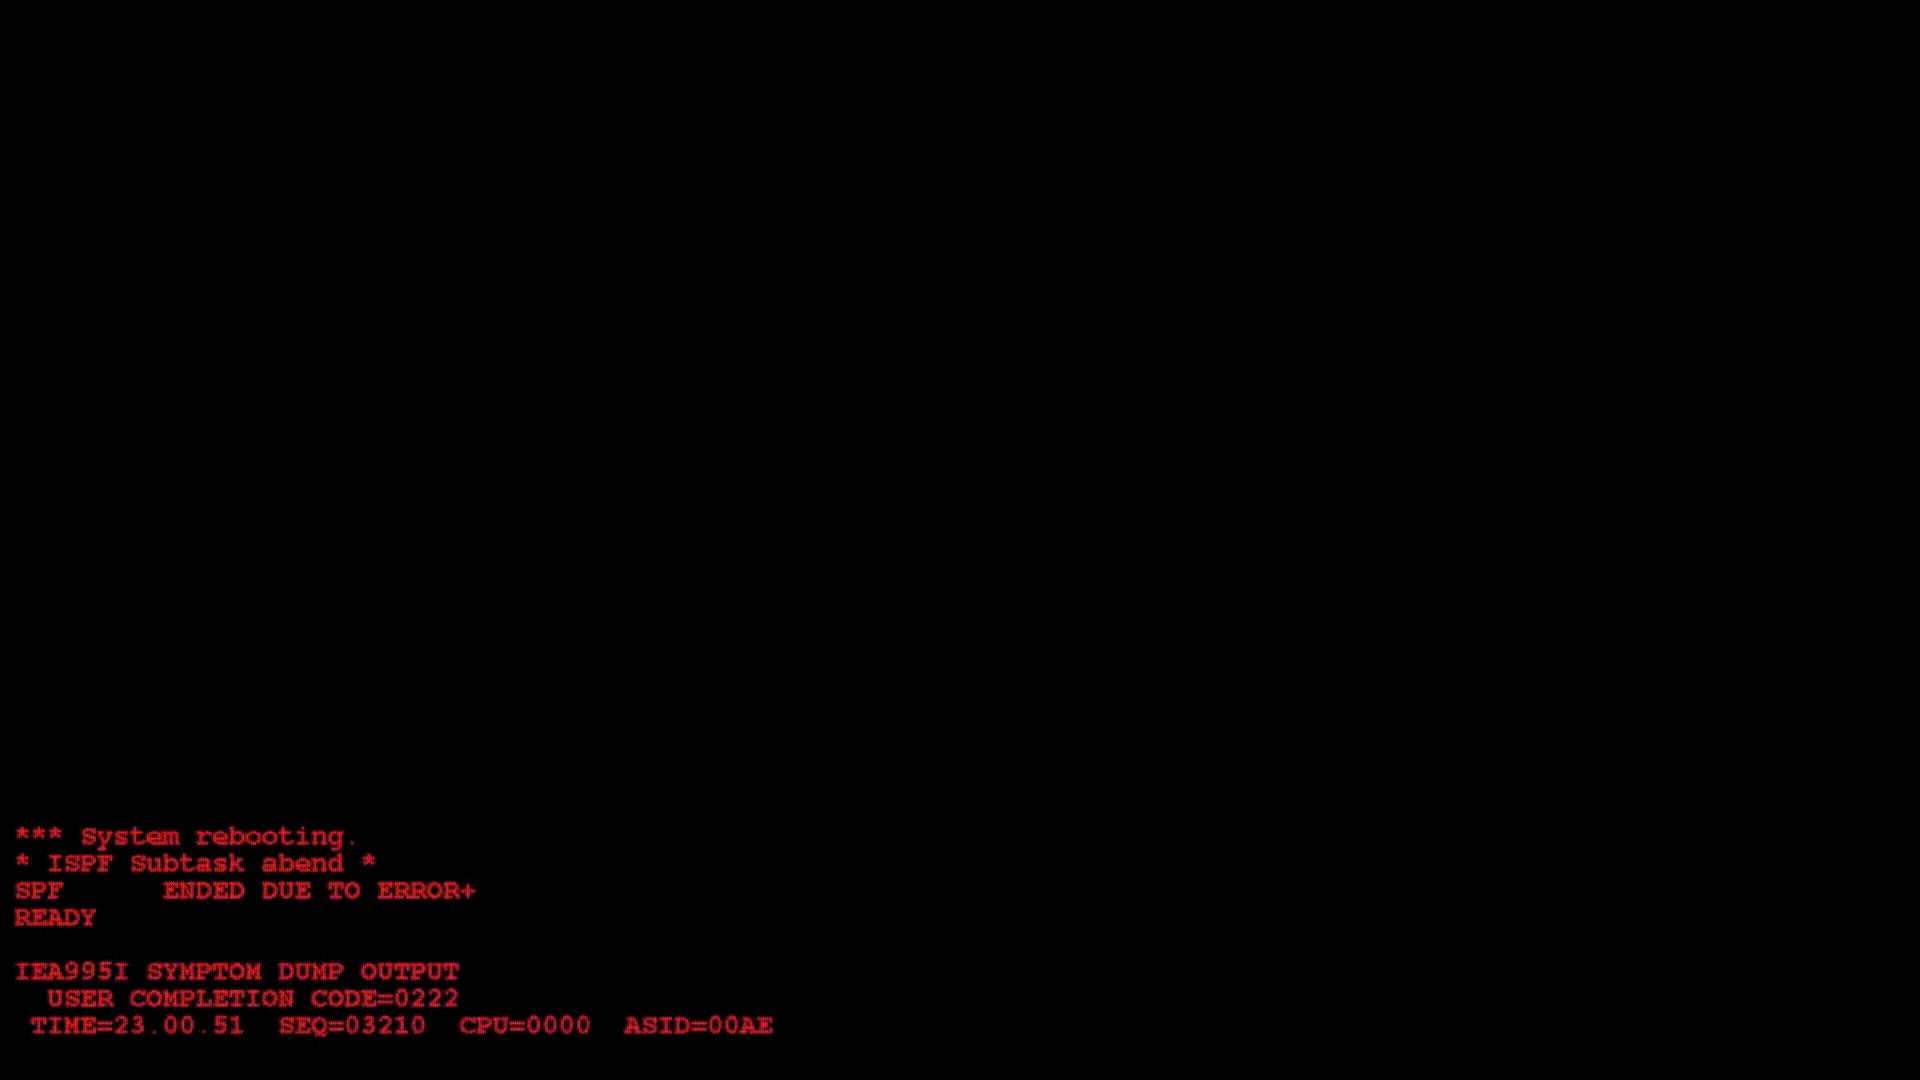 *** System rebooting.
* ISPF Subtask abend *
SPF      ENDED DUE TO ERROR+
READY

IEA995I SYMPTOM DUMP OUTPUT
  USER COMPLETION CODE=0222
 TIME=23.00.51  SEQ=03210  CPU=0000  ASID=00AE